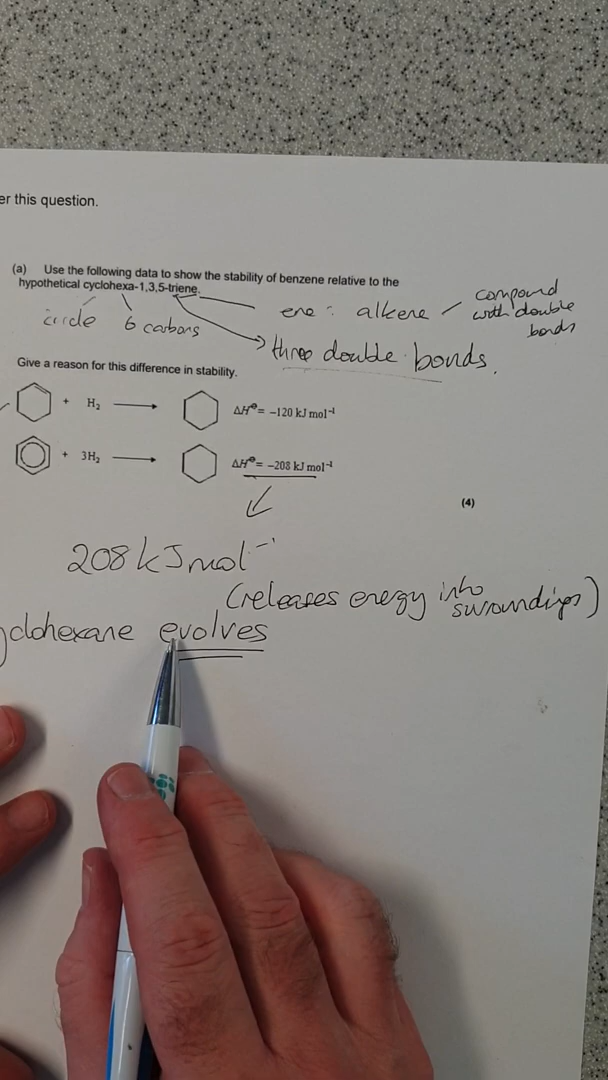 er this question.
(a) Use the following data to show the stability of benzene relative to the
hypothetical cyclohexa-1,3,5-triene.
circle 6 carbons
ene : alkene
compound
with double
bonds
three double bonds.
Give a reason for this difference in stability.
+ H₂ ⟶ ΔH⊖ = −120 kJ mol⁻¹
+ 3H₂ ⟶ ΔH⊖ = −208 kJ mol⁻¹
(4)
208 kJ mol⁻¹
(releases energy into
surroundings)
clohexane evolves